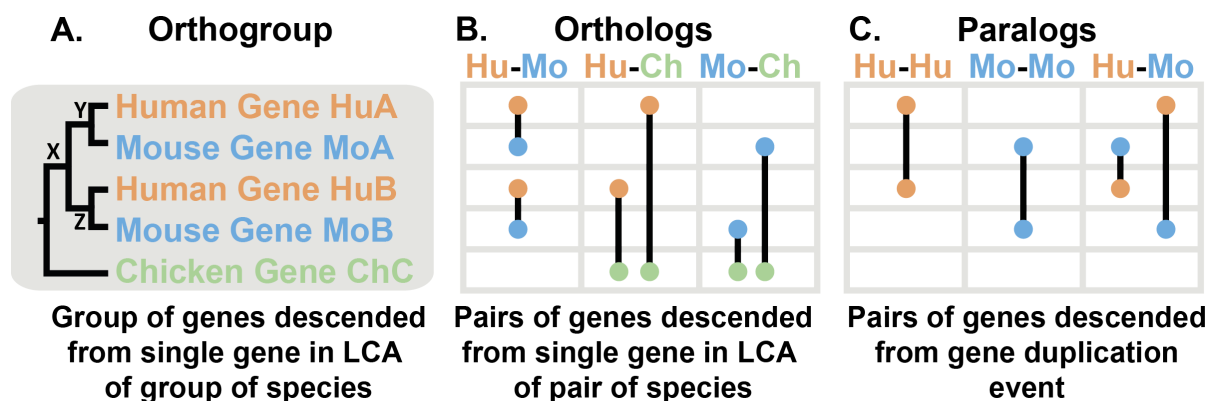 A. Orthogroup
Y
X
Z
Human Gene HuA
Mouse Gene MoA
Human Gene HuB
Mouse Gene MoB
Chicken Gene ChC
Group of genes descended
from single gene in LCA
of group of species
B. Orthologs
Hu-Mo Hu-Ch Mo-Ch
Pairs of genes descended
from single gene in LCA
of pair of species
C. Paralogs
Hu-Hu Mo-Mo Hu-Mo
Pairs of genes descended
from gene duplication
event